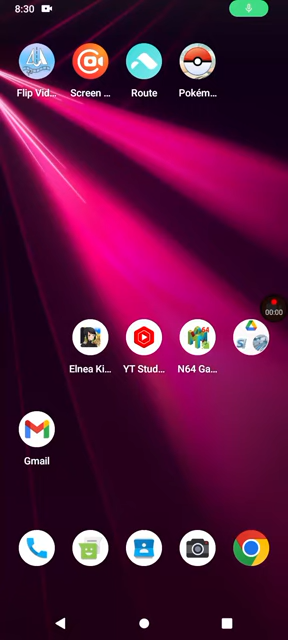 8:30
Flip Vid...
Screen ...
Route
Pokém...
00:00
Elnea Ki...
YT Stud...
N64 Ga...
Gmail